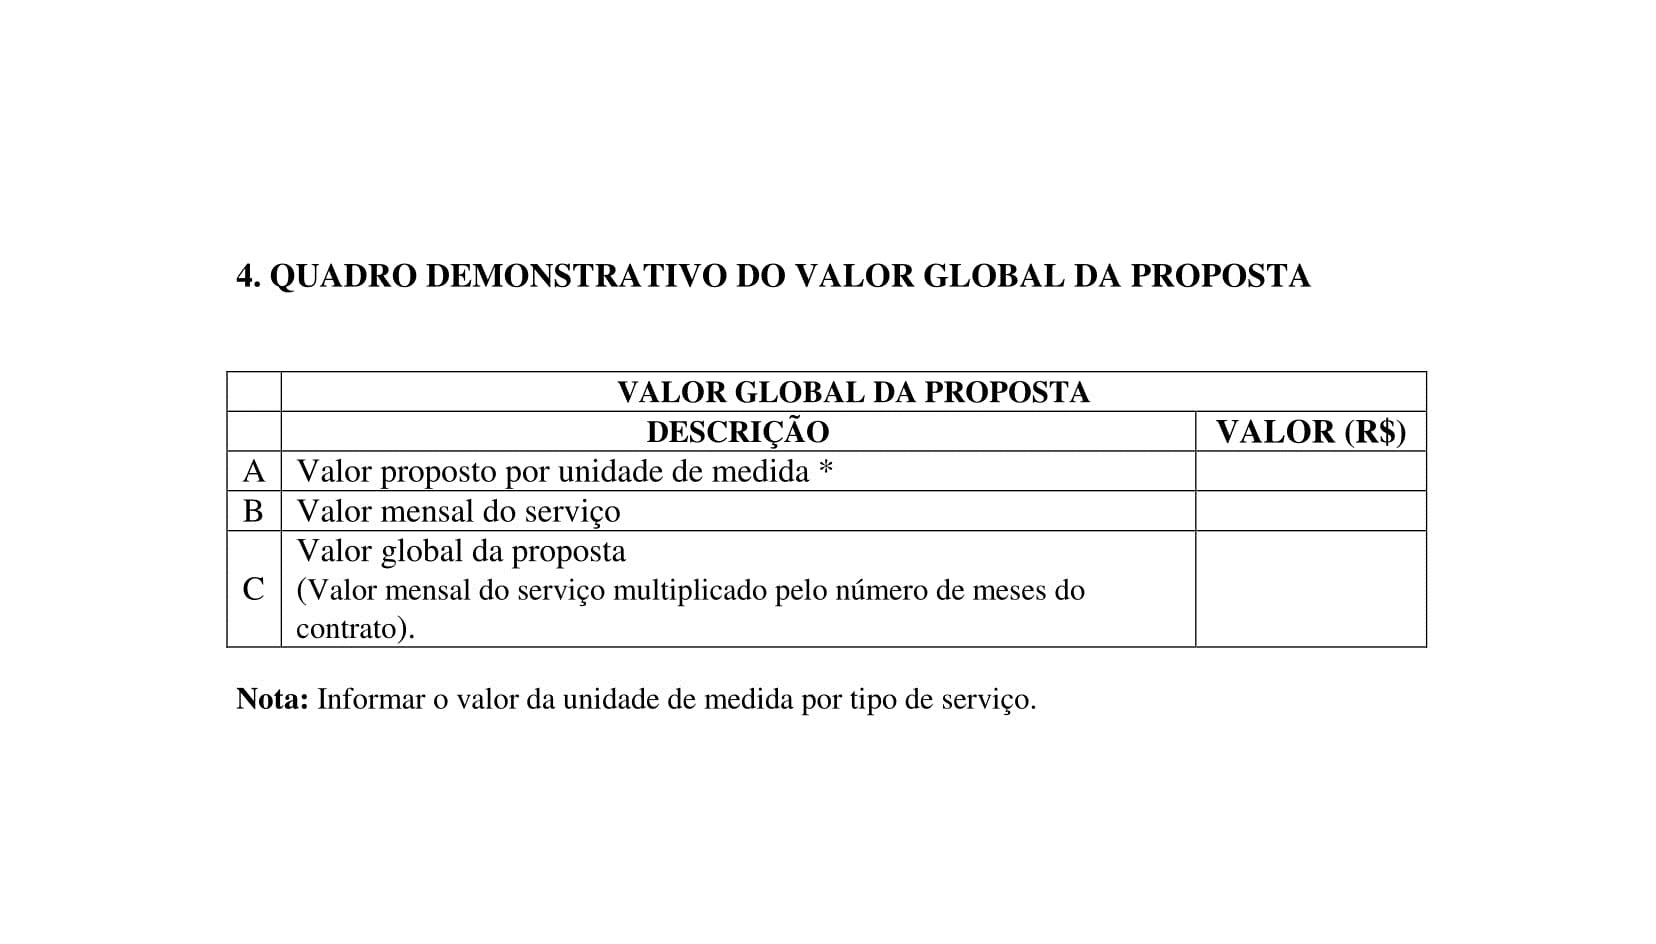 4. QUADRO DEMONSTRATIVO DO VALOR GLOBAL DA PROPOSTA
VALOR GLOBAL DA PROPOSTA
DESCRIÇÃO VALOR (R$)
A Valor proposto por unidade de medida *
B Valor mensal do serviço
Valor global da proposta
C (Valor mensal do serviço multiplicado pelo número de meses do
contrato).
Nota: Informar o valor da unidade de medida por tipo de serviço.